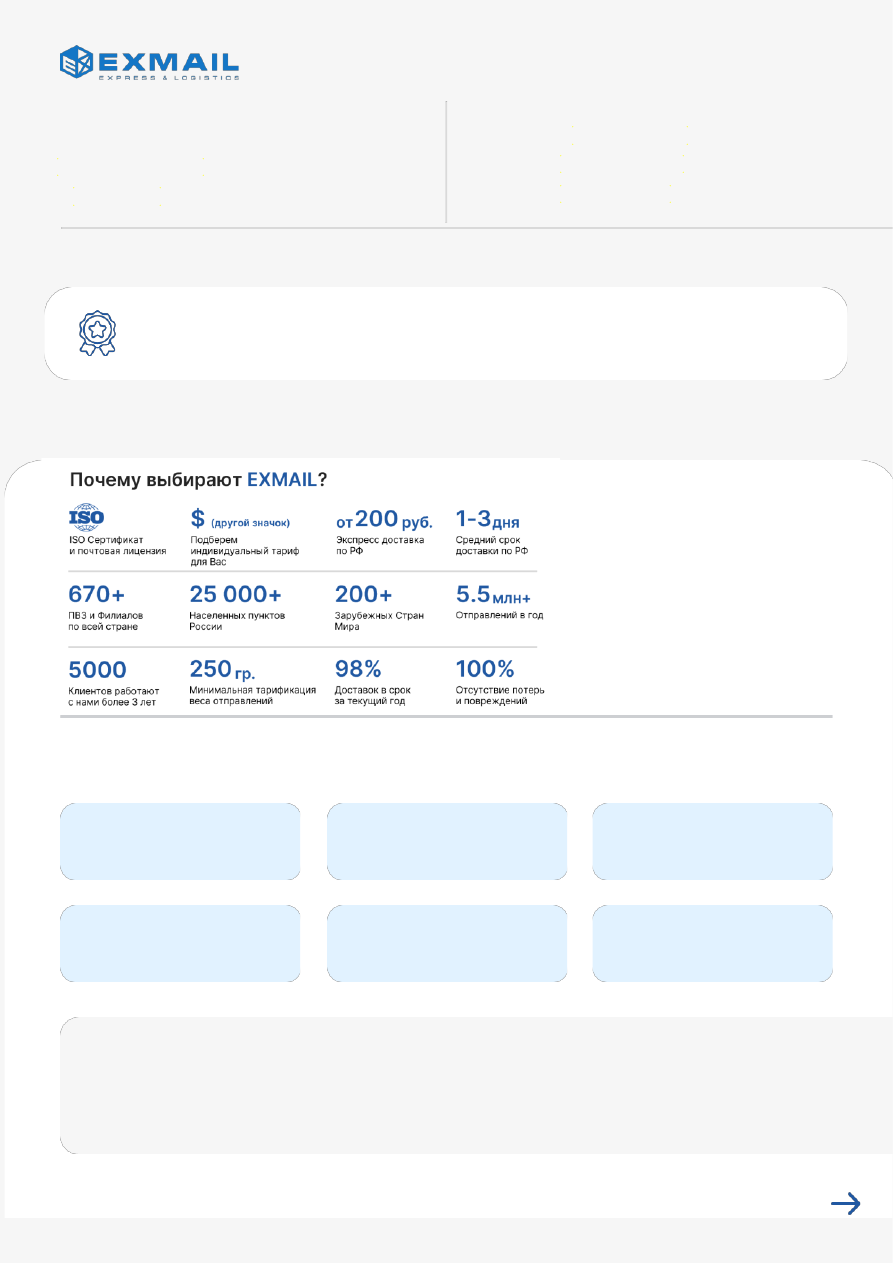 EXMAIL
EXPRESS & LOGISTICS
Почему выбирают EXMAIL?
ISO
ISO Сертификат
и почтовая лицензия
$ (другой значок)
Подберем
индивидуальный тариф
для Вас
от 200 руб.
Экспресс доставка
по РФ
1-3 дня
Средний срок
доставки по РФ
670+
ПВЗ и Филиалов
по всей стране
25 000+
Населенных пунктов
России
200+
Зарубежных Стран
Мира
5.5 млн+
Отправлений в год
5000
Клиентов работают
с нами более 3 лет
250 гр.
Минимальная тарификация
веса отправлений
98%
Доставок в срок
за текущий год
100%
Отсутствие потерь
и повреждений